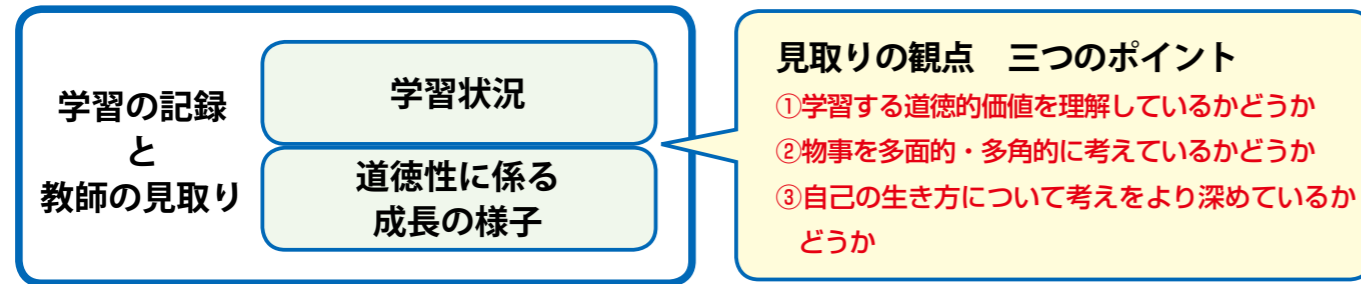 学習の記録
と
教師の見取り
学習状況
道徳性に係る
成長の様子
見取りの観点　三つのポイント
①学習する道徳的価値を理解しているかどうか
②物事を多面的・多角的に考えているかどうか
③自己の生き方について考えをより深めているか
どうか